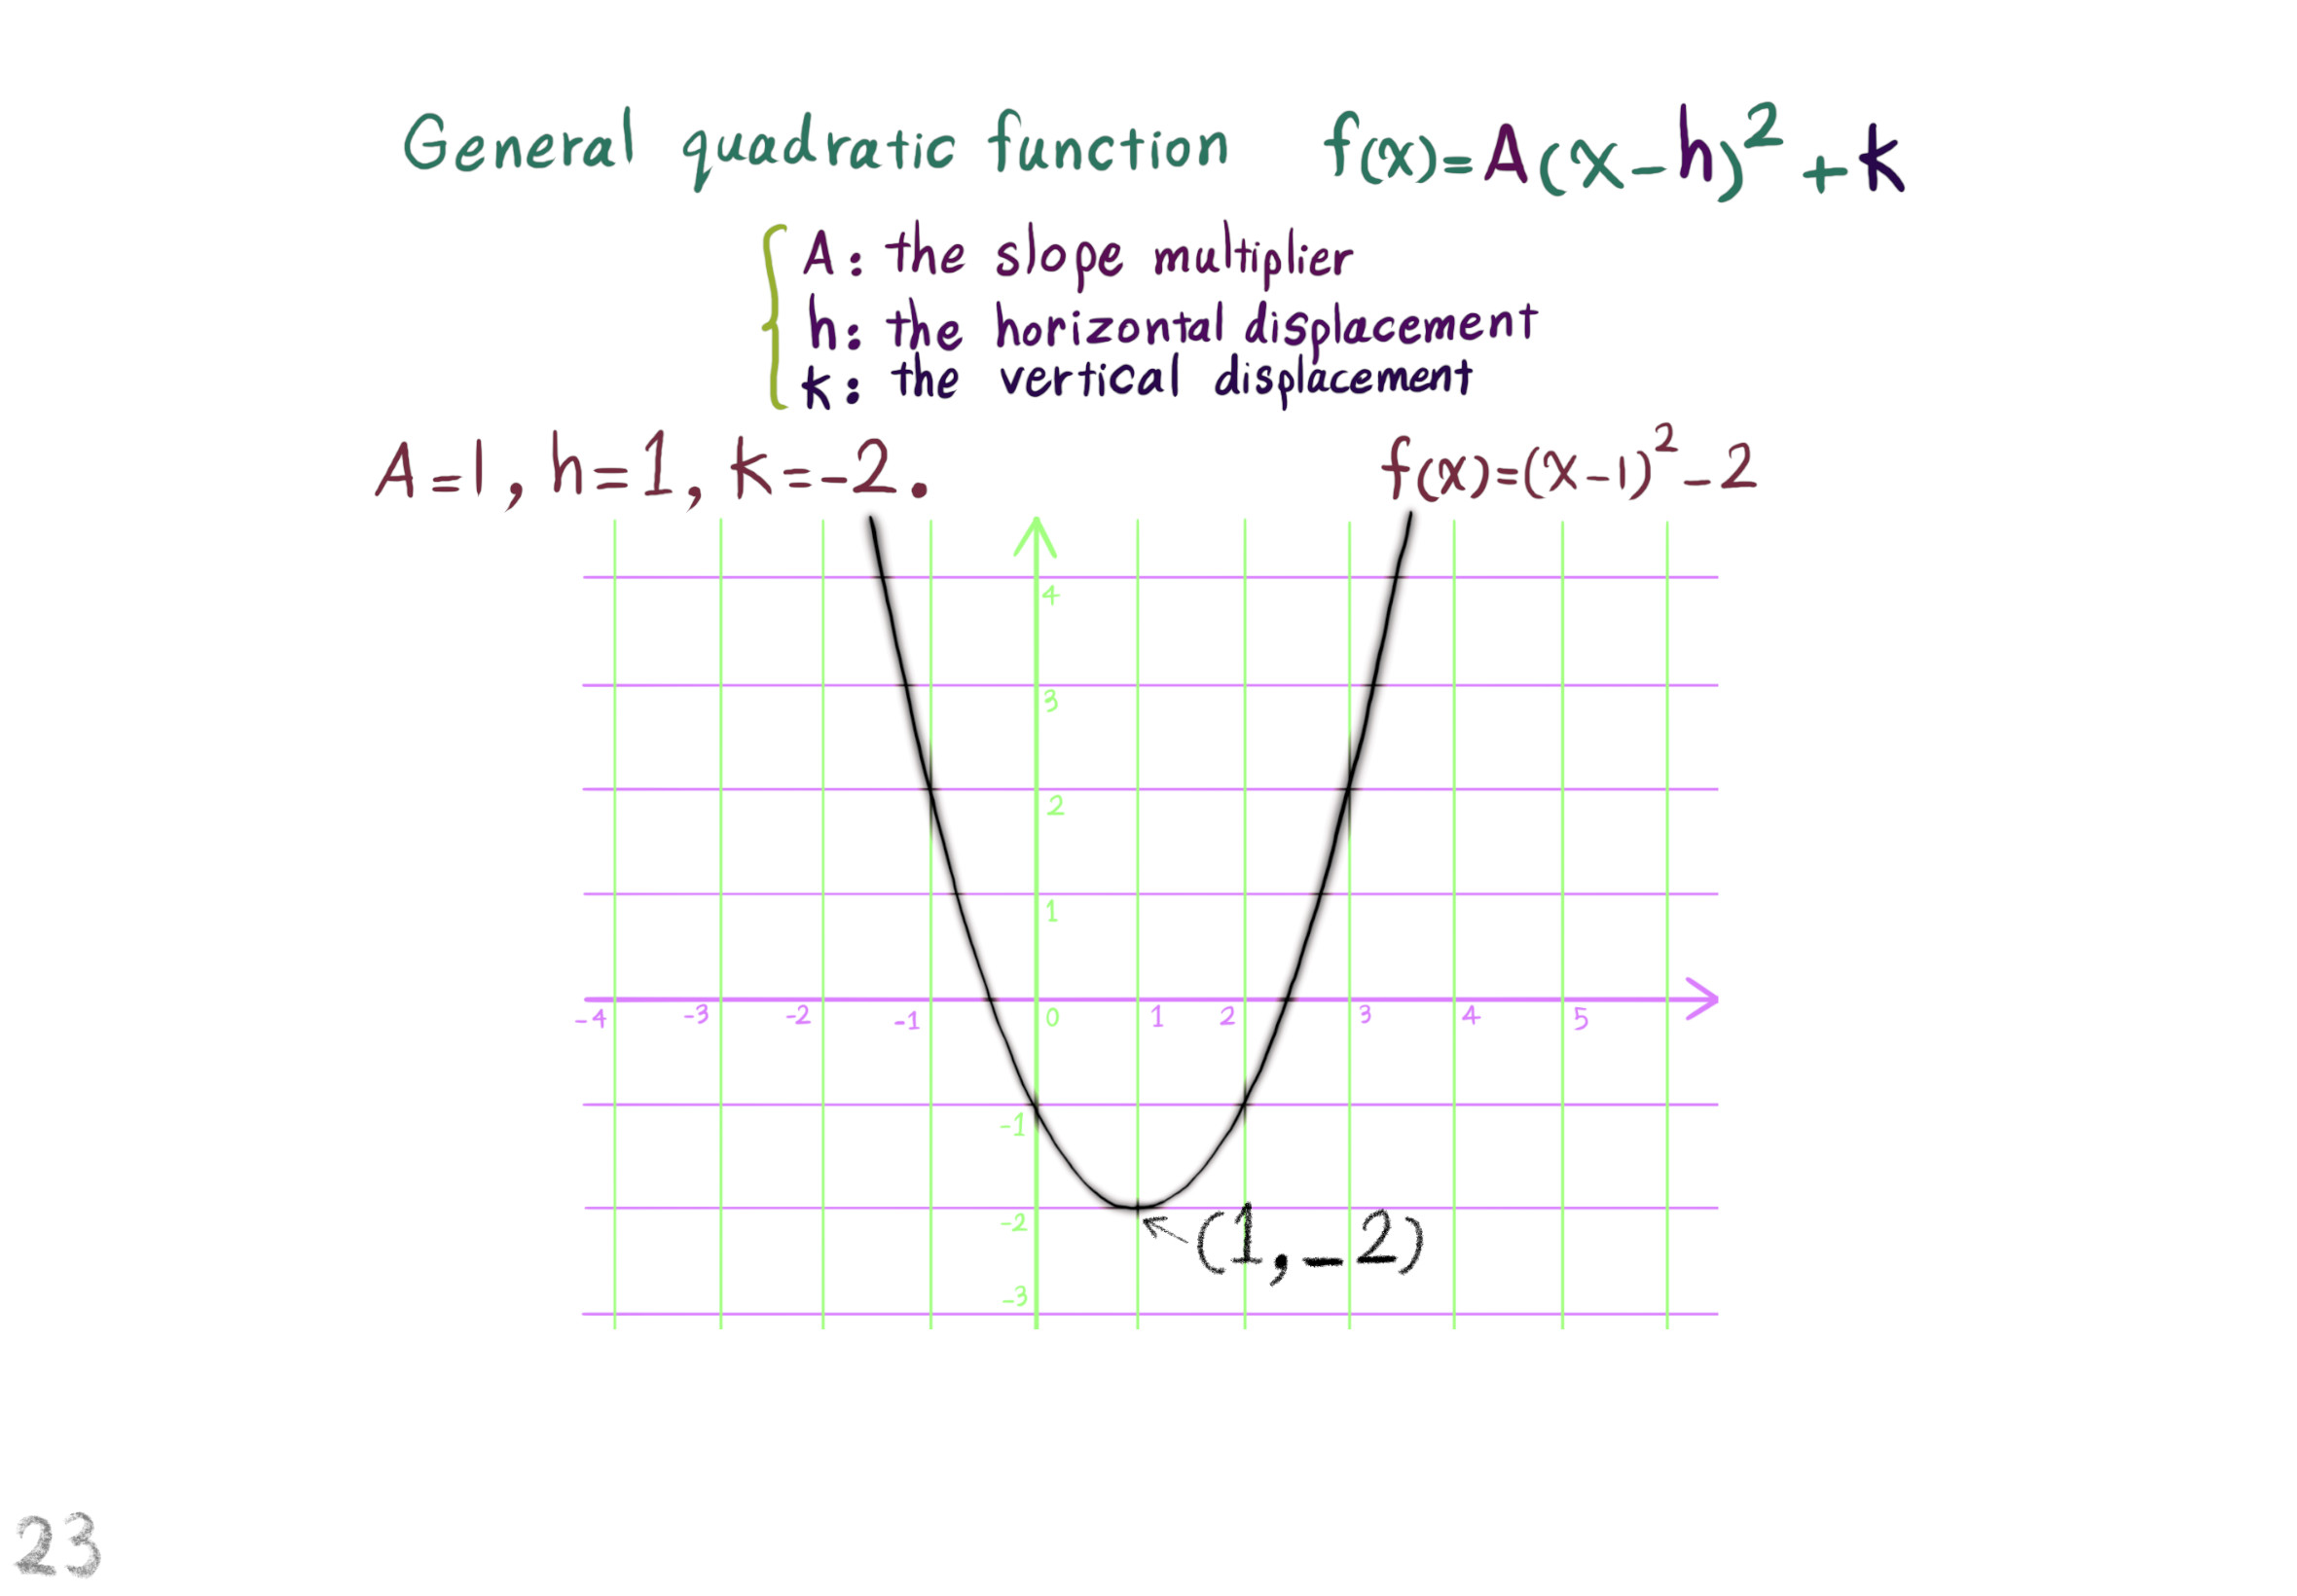 General quadratic function f(x)=A(x-h)²+k
A: the slope multiplier
h: the horizontal displacement
k: the vertical displacement
A=1, h=1, k=-2. f(x)=(x-1)²-2
4
3
2
1
-4 -3 -2 -1 0 1 2 3 4 5
-1
-2
(1,-2)
-3
23